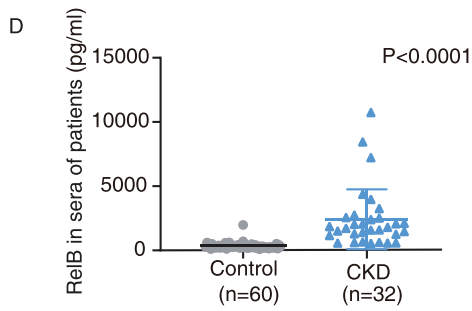 D
RelB in sera of patients (pg/ml)
15000
P<0.0001
10000
5000
0
Control
CKD
(n=60)
(n=32)